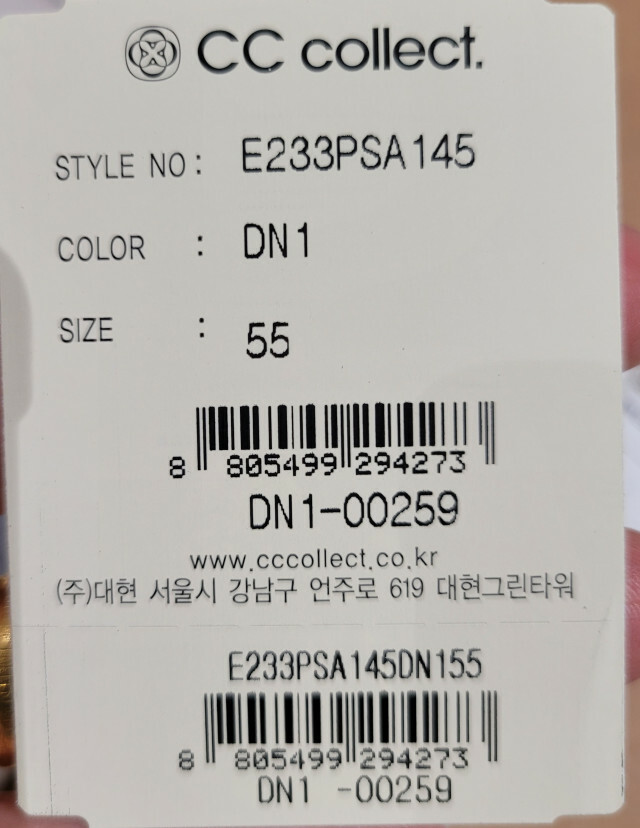 CC collect.
STYLE NO : E233PSA145
COLOR : DN1
SIZE : 55
8 805499 294273
DN1-00259
www.cccollect.co.kr
(주)대현 서울시 강남구 언주로 619 대현그린타워
E233PSA145DN155
8 805499 294273
DN1 -00259